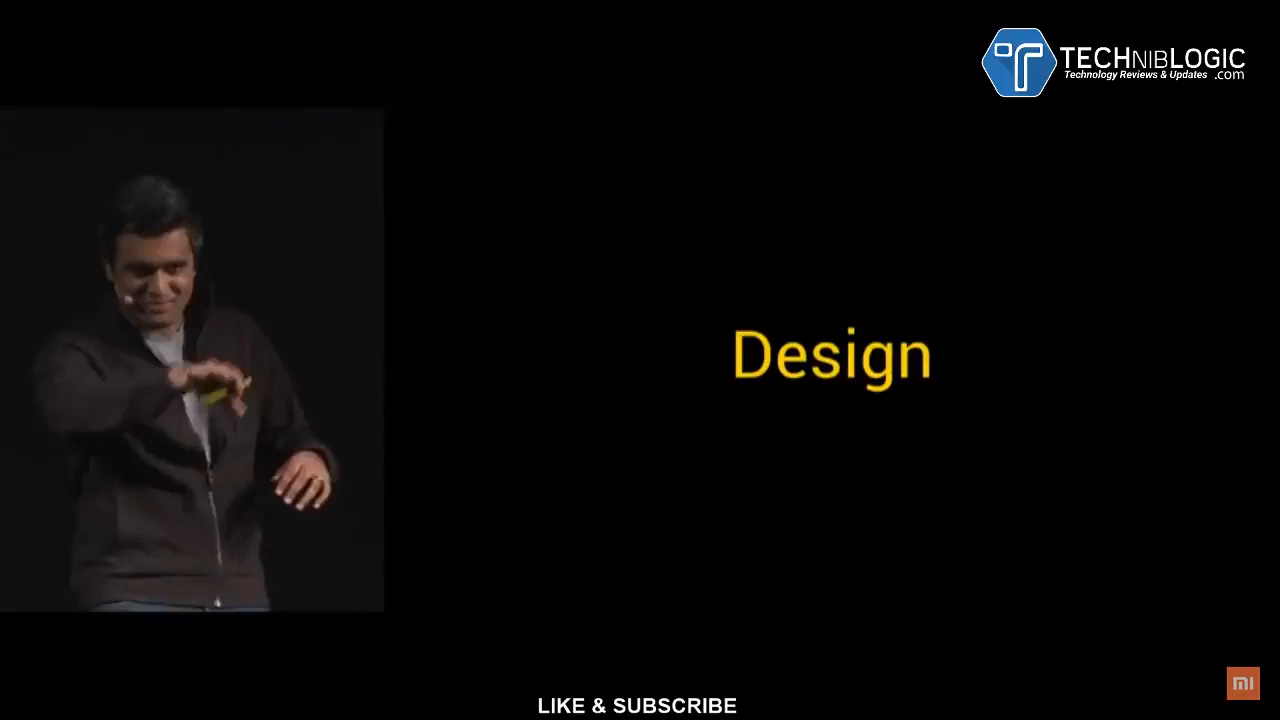 TECHNIBLOGIC
Technology Reviews & Updates .com
Design
MI
LIKE & SUBSCRIBE